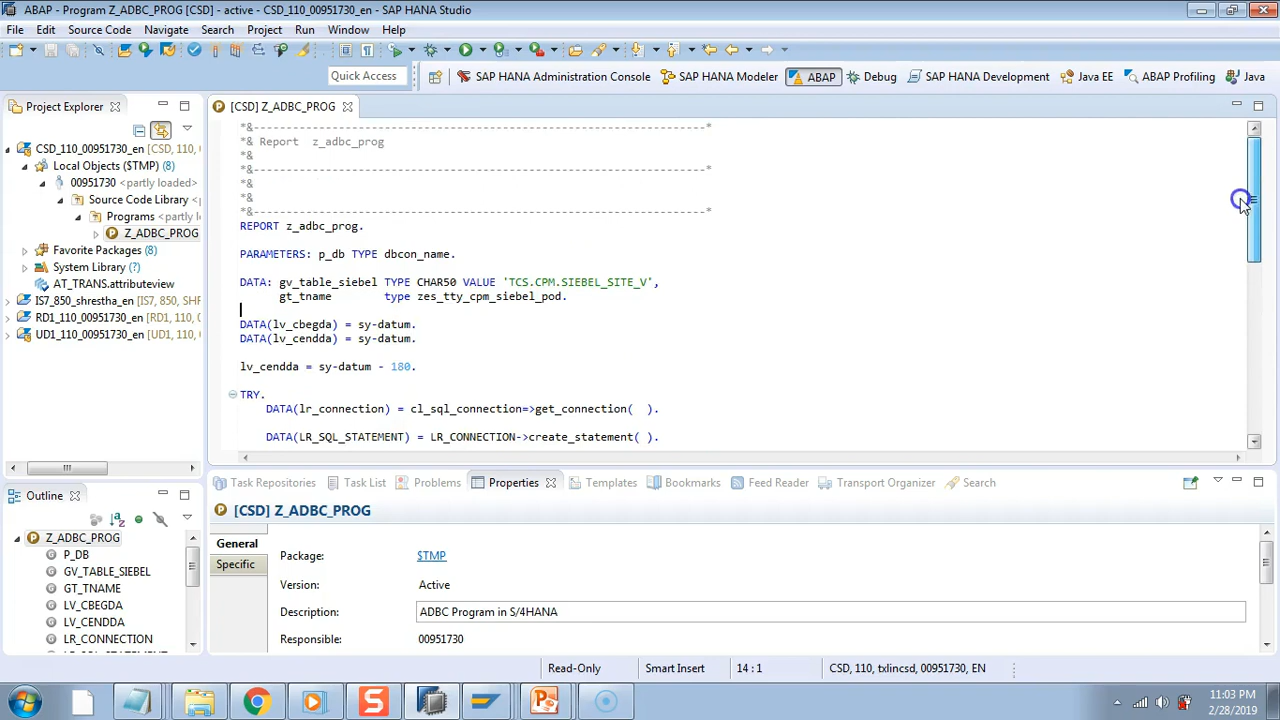 ABAP - Program Z_ADBC_PROG [CSD] - active - CSD_110_00951730_en - SAP HANA Studio
File Edit Source Code Navigate Search Project Run Window Help
Quick Access SAP HANA Administration Console SAP HANA Modeler ABAP Debug SAP HANA Development Java EE ABAP Profiling Java
Project Explorer
CSD_110_00951730_en [CSD, 110,
Local Objects ($TMP) (8)
00951730 <partly loaded>
Source Code Library
Programs <partly l
Z_ADBC_PROG
Favorite Packages (8)
System Library (?)
AT_TRANS.attributeview
IS7_850_shrestha_en [IS7, 850, SHR
RD1_110_00951730_en [RD1, 110,
UD1_110_00951730_en [UD1, 110,
[CSD] Z_ADBC_PROG
*&---------------------------------------------------------------------*
*& Report z_adbc_prog
*&
*&---------------------------------------------------------------------*
*&
*&
*&---------------------------------------------------------------------*
REPORT z_adbc_prog.
PARAMETERS: p_db TYPE dbcon_name.
DATA: gv_table_siebel TYPE CHAR50 VALUE 'TCS.CPM.SIEBEL_SITE_V',
gt_tname type zes_tty_cpm_siebel_pod.
DATA(lv_cbegda) = sy-datum.
DATA(lv_cendda) = sy-datum.
lv_cendda = sy-datum - 180.
TRY.
DATA(lr_connection) = cl_sql_connection=>get_connection( ).
DATA(LR_SQL_STATEMENT) = LR_CONNECTION->create_statement( ).
Outline
Z_ADBC_PROG
P_DB
GV_TABLE_SIEBEL
GT_TNAME
LV_CBEGDA
LV_CENDDA
LR_CONNECTION
Task Repositories Task List Problems Properties Templates Bookmarks Feed Reader Transport Organizer Search
[CSD] Z_ADBC_PROG
General
Specific
Package: $TMP
Version: Active
Description: ADBC Program in S/4HANA
Responsible: 00951730
Read-Only Smart Insert 14 : 1 CSD, 110, txlincsd, 00951730, EN
11:03 PM
2/28/2019